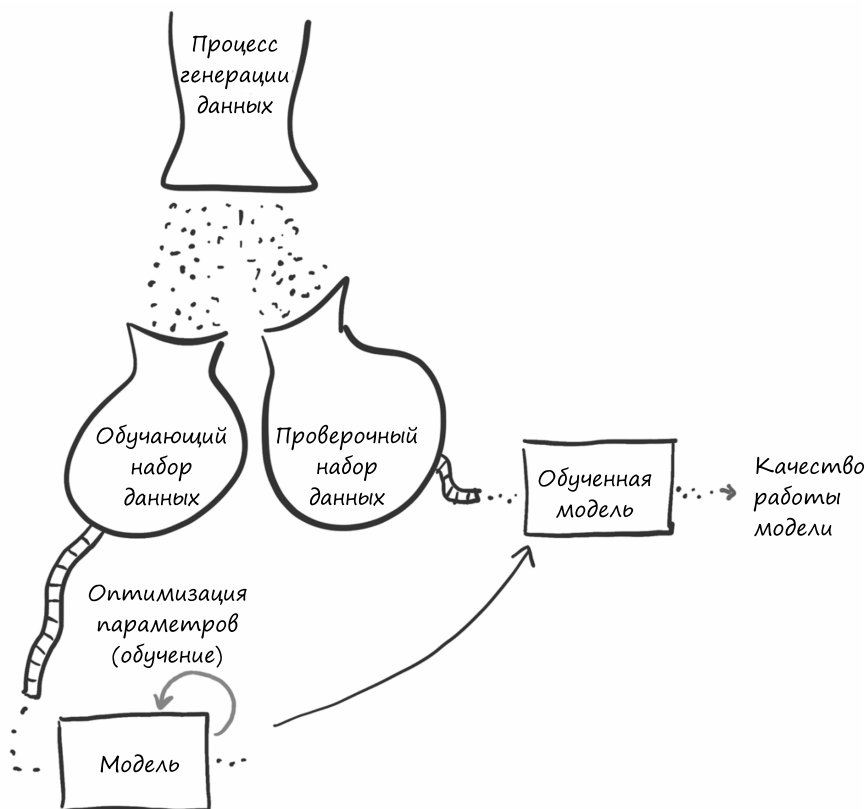 Процесс
генерации
данных
Обучающий
набор
данных
Проверочный
набор
данных
Обученная
модель
Качество
работы
модели
Оптимизация
параметров
(обучение)
Модель